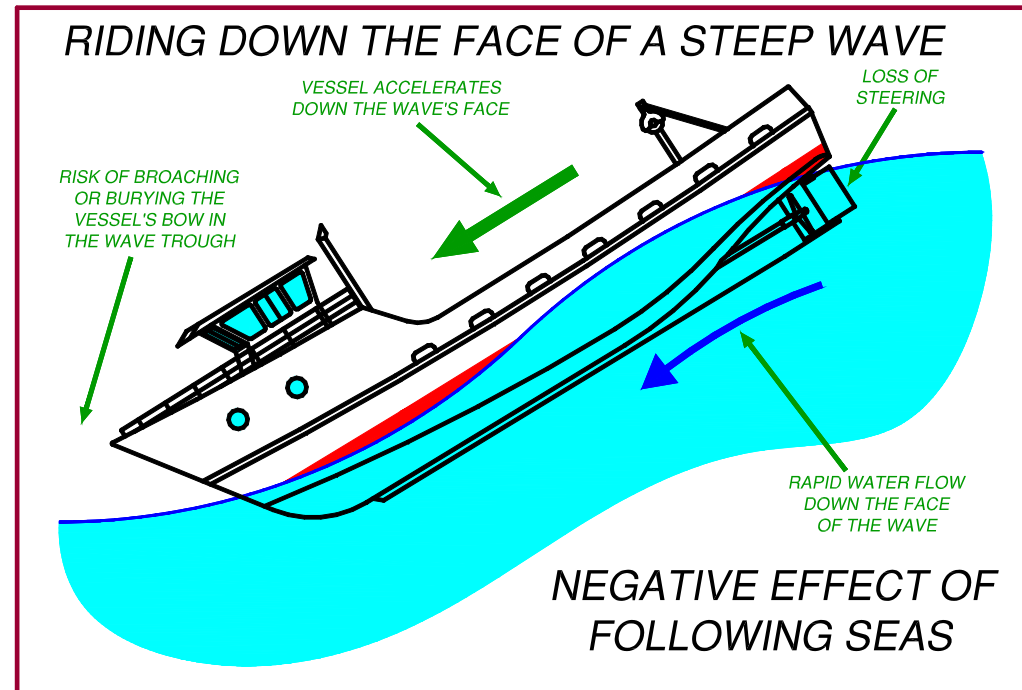 RIDING DOWN THE FACE OF A STEEP WAVE
VESSEL ACCELERATES
DOWN THE WAVE'S FACE
LOSS OF
STEERING
RISK OF BROACHING
OR BURYING THE
VESSEL'S BOW IN
THE WAVE TROUGH
RAPID WATER FLOW
DOWN THE FACE
OF THE WAVE
NEGATIVE EFFECT OF
FOLLOWING SEAS